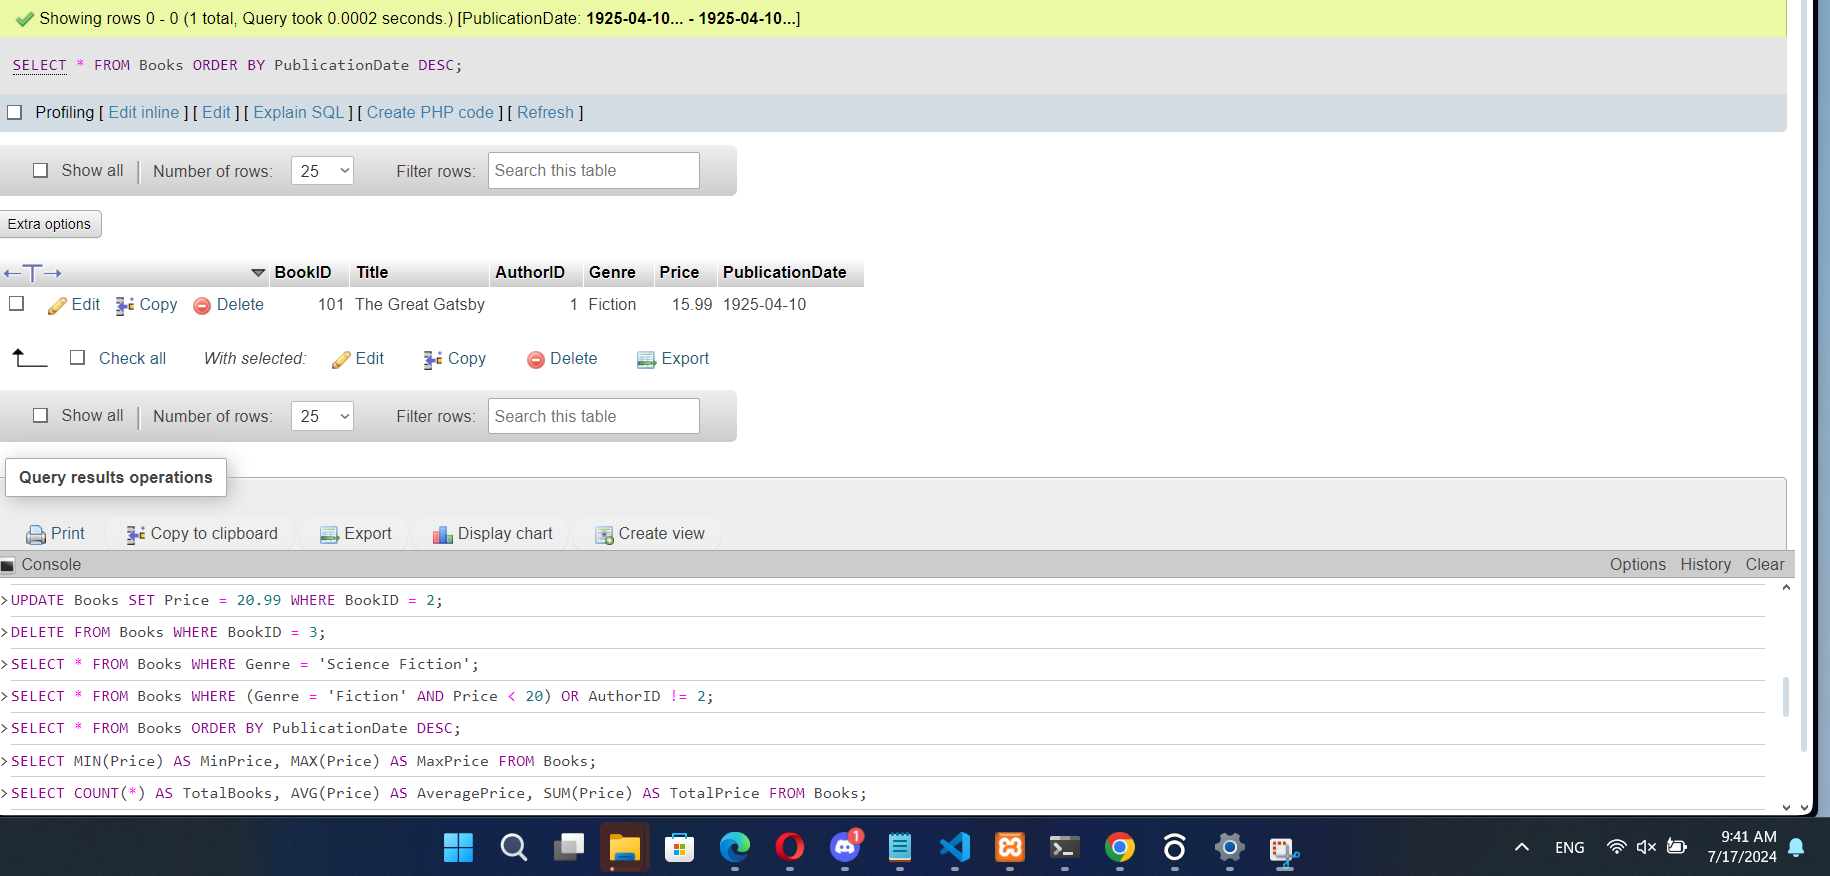 Showing rows 0 - 0 (1 total, Query took 0.0002 seconds.) [PublicationDate: 1925-04-10... - 1925-04-10...]
SELECT * FROM Books ORDER BY PublicationDate DESC;
Profiling [ Edit inline ] [ Edit ] [ Explain SQL ] [ Create PHP code ] [ Refresh ]
Show all Number of rows: 25 Filter rows: Search this table
Extra options
←T→ BookID Title AuthorID Genre Price PublicationDate
Edit Copy Delete 101 The Great Gatsby 1 Fiction 15.99 1925-04-10
Check all With selected: Edit Copy Delete Export
Show all Number of rows: 25 Filter rows: Search this table
Query results operations
Print Copy to clipboard Export Display chart Create view
Console Options History Clear
>UPDATE Books SET Price = 20.99 WHERE BookID = 2;
>DELETE FROM Books WHERE BookID = 3;
>SELECT * FROM Books WHERE Genre = 'Science Fiction';
>SELECT * FROM Books WHERE (Genre = 'Fiction' AND Price < 20) OR AuthorID != 2;
>SELECT * FROM Books ORDER BY PublicationDate DESC;
>SELECT MIN(Price) AS MinPrice, MAX(Price) AS MaxPrice FROM Books;
>SELECT COUNT(*) AS TotalBooks, AVG(Price) AS AveragePrice, SUM(Price) AS TotalPrice FROM Books;
1
ENG
9:41 AM
7/17/2024